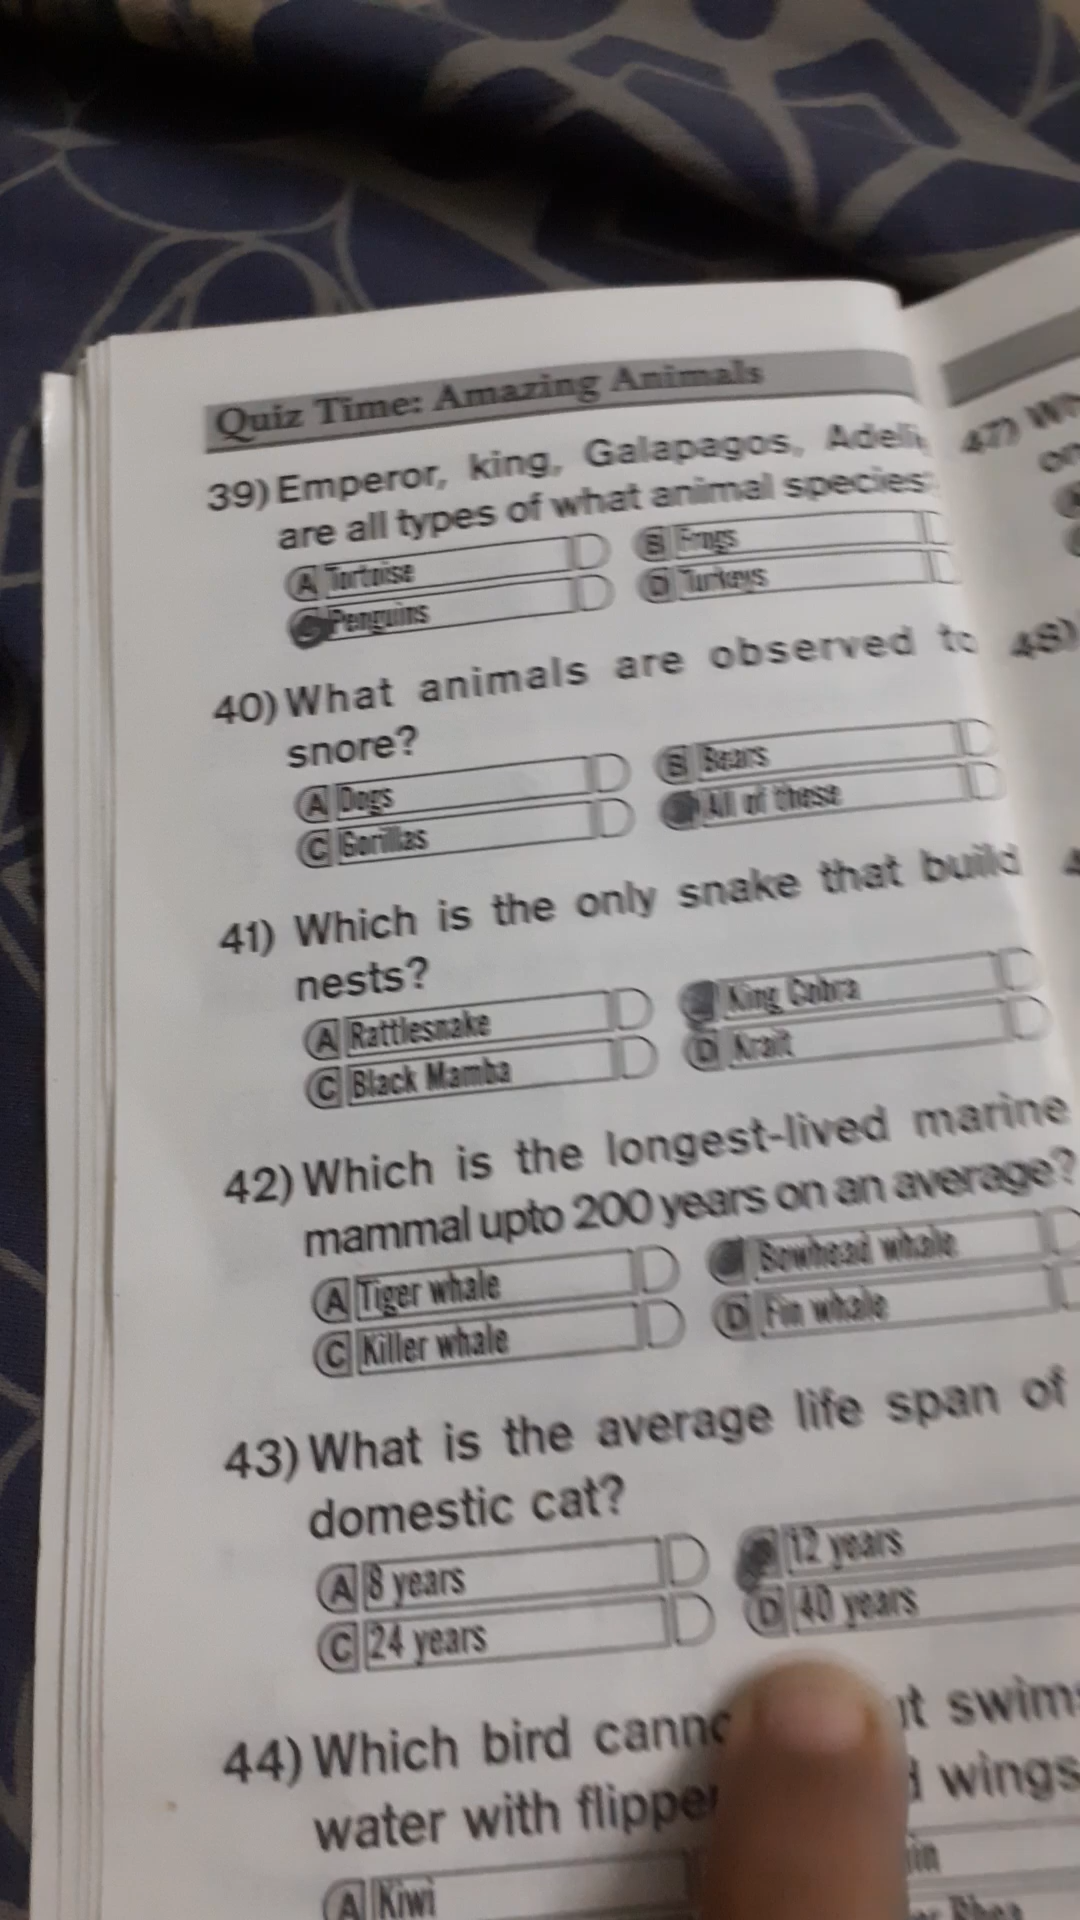 Quiz Time: Amazing Animals
39) Emperor, king, Galapagos,
are all types of what animal species
A Tortoise
B Frogs
Penguins
D Turkeys
40) What animals are observed to
snore?
A Dogs
B Bears
C Gorillas
All of these
41) Which is the only snake that build
nests?
A Rattlesnake
King Cobra
C Black Mamba
D Krait
42) Which is the longest-lived marine
mammal upto 200 years on an average?
A Tiger whale
Bowhead whale
C Killer whale
D Fin whale
43) What is the average life span of
domestic cat?
A 8 years
12 years
C 24 years
D 40 years
44) Which bird
water with
wings
A Kiwi
Rhea
47)
48)